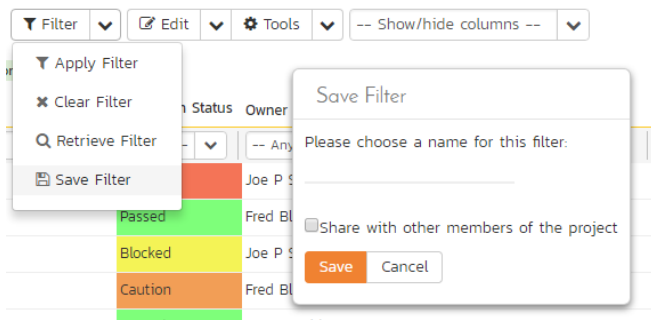 Filter Edit Tools -- Show/hide columns --
Apply Filter
Clear Filter
Retrieve Filter
Save Filter
Status Owner
-- Any
Joe P
Passed Fred Bl
Blocked Joe P
Caution Fred Bl
Save Filter
Please choose a name for this filter:
Share with other members of the project
Save Cancel